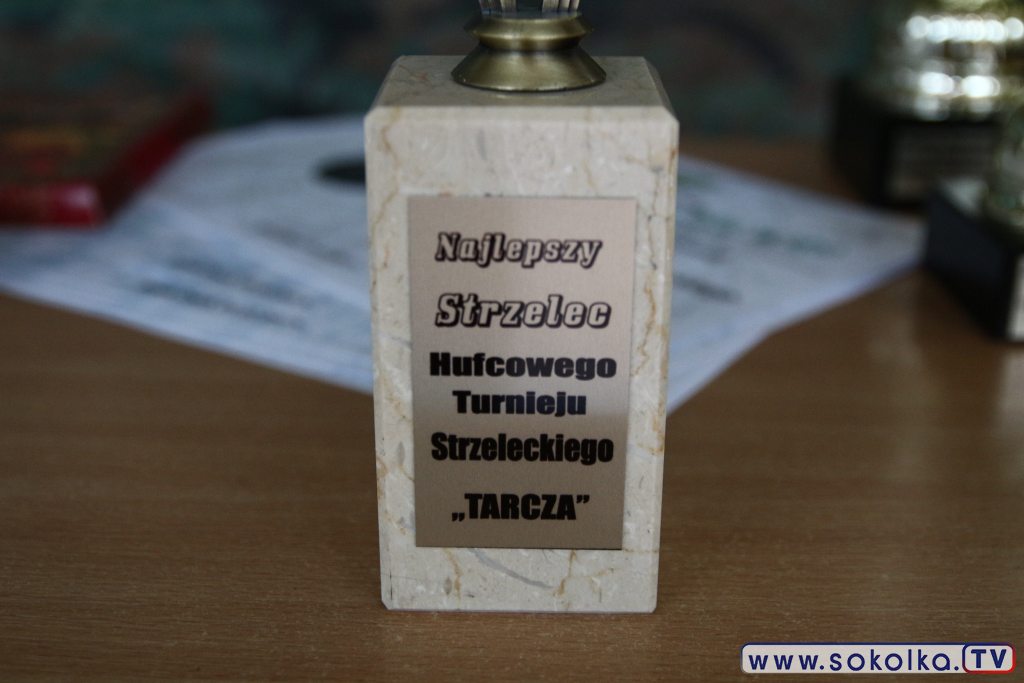 Najlepszy
Strzelec
Hufcowego
Turnieju
Strzeleckiego
„TARCZA”
www.sokolka.TV